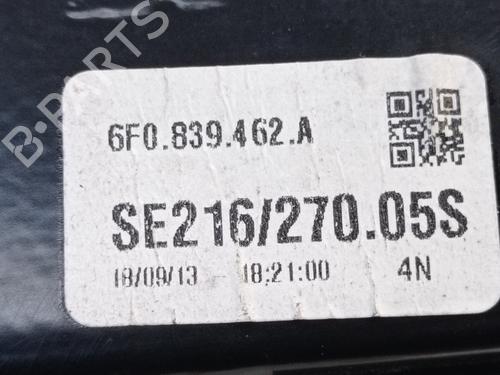 B-PARTS
6F0.839.462.A
SE216/270.05S
18/09/13 - 18:21:00 4N